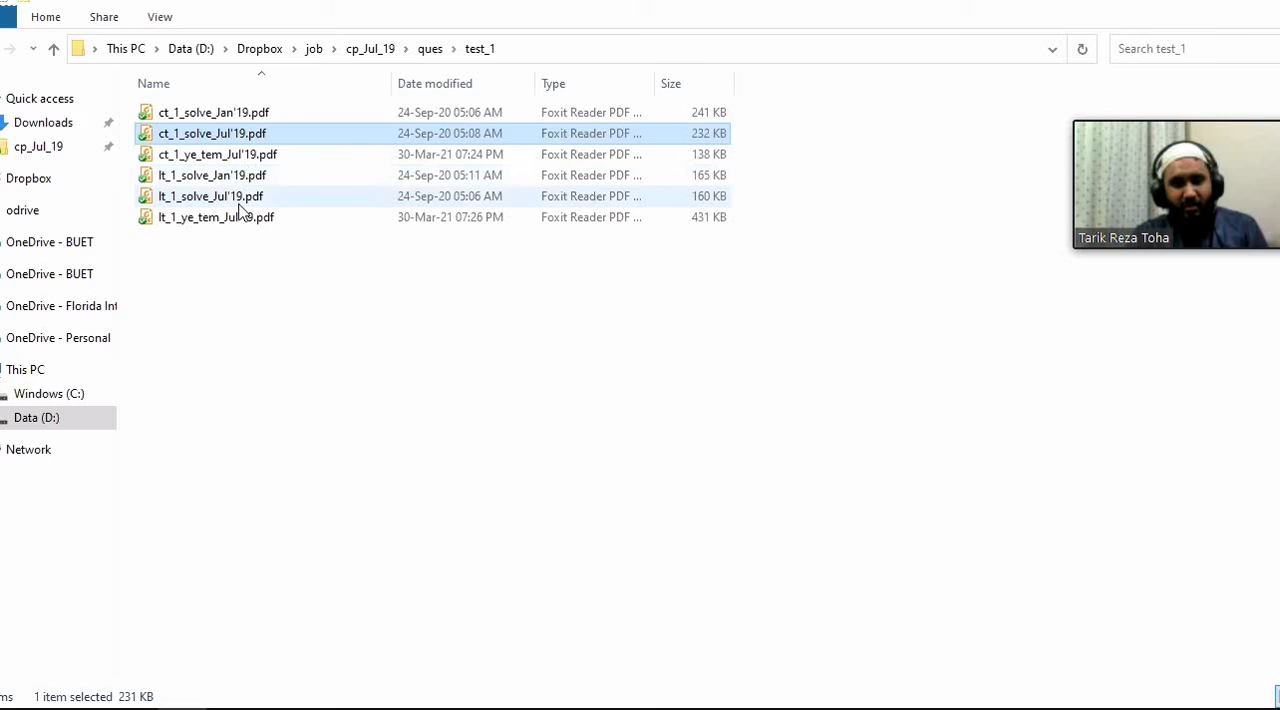 Home Share View
This PC > Data (D:) > Dropbox > job > cp_Jul_19 > ques > test_1
Search test_1
Name Date modified Type Size
Quick access
Downloads
cp_Jul_19
Dropbox
odrive
OneDrive - BUET
OneDrive - BUET
OneDrive - Florida Int
OneDrive - Personal
This PC
Windows (C:)
Data (D:)
Network
ct_1_solve_Jan'19.pdf 24-Sep-20 05:06 AM Foxit Reader PDF ... 241 KB
ct_1_solve_Jul'19.pdf 24-Sep-20 05:08 AM Foxit Reader PDF ... 232 KB
ct_1_ye_tem_Jul'19.pdf 30-Mar-21 07:24 PM Foxit Reader PDF ... 138 KB
lt_1_solve_Jan'19.pdf 24-Sep-20 05:11 AM Foxit Reader PDF ... 165 KB
lt_1_solve_Jul'19.pdf 24-Sep-20 05:06 AM Foxit Reader PDF ... 160 KB
lt_1_ye_tem_Jul'19.pdf 30-Mar-21 07:26 PM Foxit Reader PDF ... 431 KB
Tarik Reza Toha
ms 1 item selected 231 KB